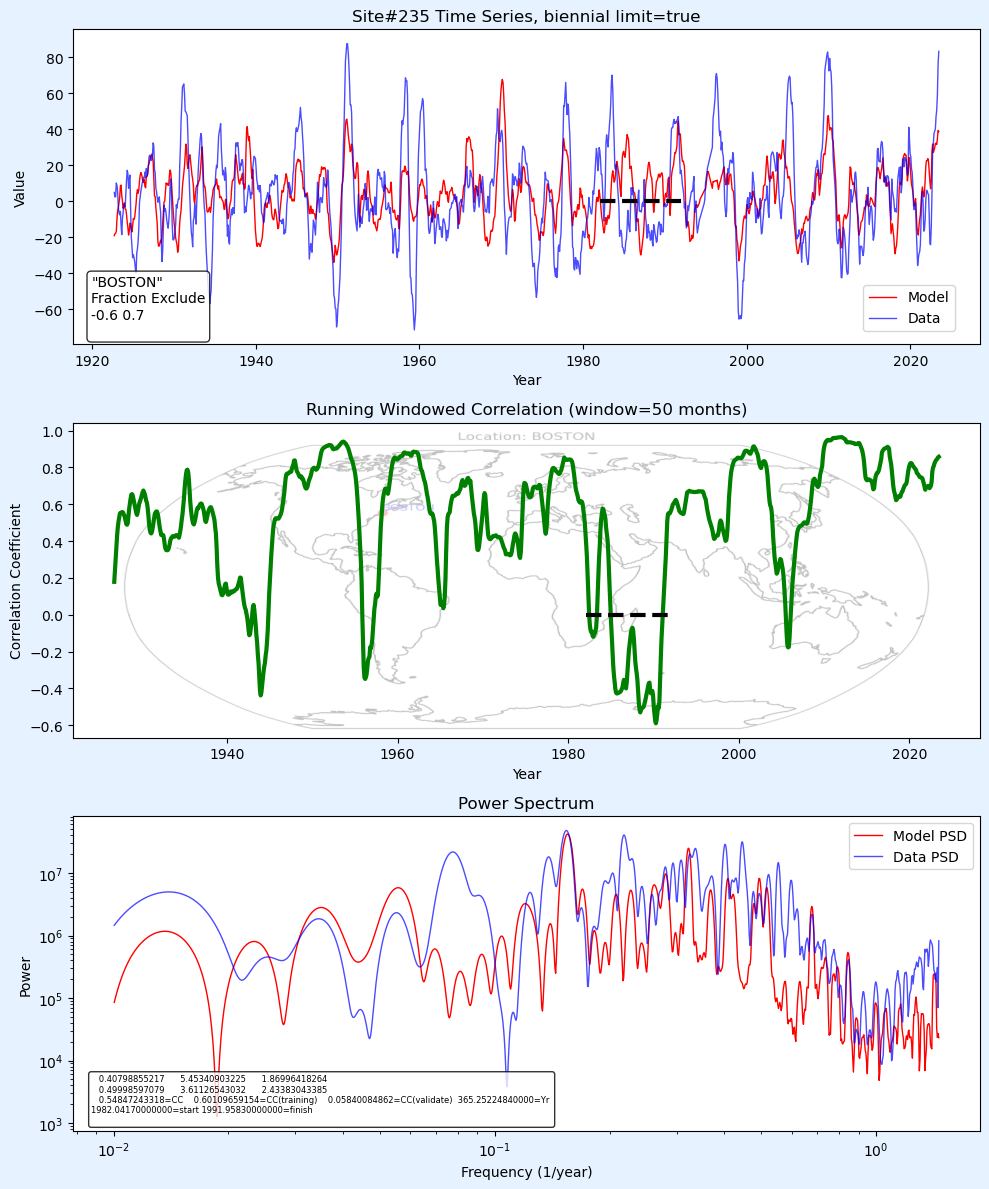 Site#235 Time Series, biennial limit=true
Value
80
60
40
20
0
−20
−40
−60
"BOSTON"
Fraction Exclude
-0.6 0.7
Model
Data
1920
1940
1960
1980
2000
2020
Year
Running Windowed Correlation (window=50 months)
Location: BOSTON
Correlation Coefficient
1.0
0.8
0.6
0.4
0.2
0.0
−0.2
−0.4
−0.6
1940
1960
1980
2000
2020
Year
Power Spectrum
Model PSD
Data PSD
Power
10⁷
10⁶
10⁵
10⁴
10³
0.40798855217 5.45340903225 1.86996418264
0.49998597079 3.61126543032 2.43383043385
0.54847243318=CC 0.60109659154=CC(training) 0.05840084862=CC(validate) 365.25224840000=Yr
1982.04170000000=start 1991.95830000000=finish
10⁻²
10⁻¹
10⁰
Frequency (1/year)